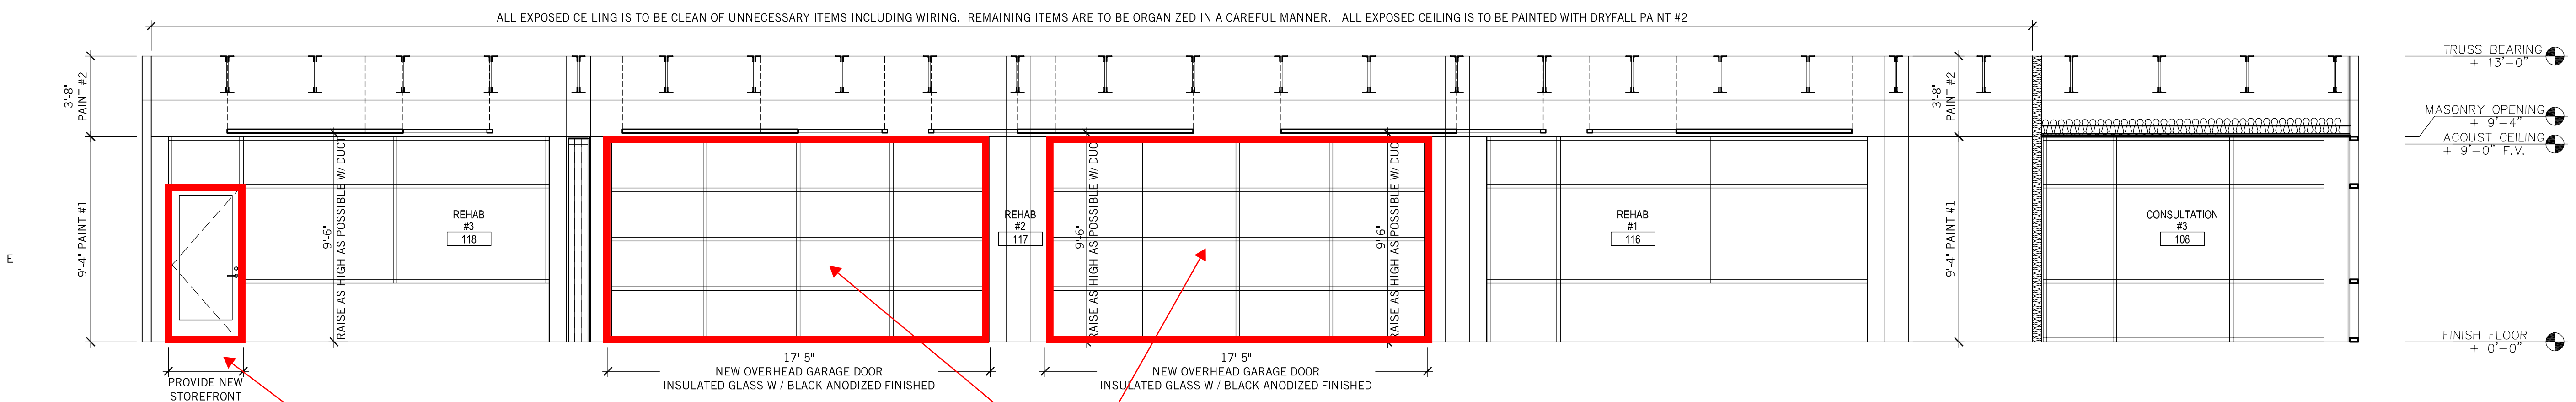 ALL EXPOSED CEILING IS TO BE CLEAN OF UNNECESSARY ITEMS INCLUDING WIRING. REMAINING ITEMS ARE TO BE ORGANIZED IN A CAREFUL MANNER. ALL EXPOSED CEILING IS TO BE PAINTED WITH DRYFALL PAINT #2
3'-8"
PAINT #2
9'-4" PAINT #1
E
REHAB
#3
118
9'-6"
RAISE AS HIGH AS POSSIBLE W/ DUCT
REHAB
#2
117
9'-6"
RAISE AS HIGH AS POSSIBLE W/ DUCT
9'-6"
RAISE AS HIGH AS POSSIBLE W/ DUCT
REHAB
#1
116
3'-8"
PAINT #2
9'-4" PAINT #1
CONSULTATION
#3
108
TRUSS BEARING
+ 13'-0"
MASONRY OPENING
+ 9'-4"
ACOUST CEILING
+ 9'-0" F.V.
FINISH FLOOR
+ 0'-0"
PROVIDE NEW
STOREFRONT
17'-5"
NEW OVERHEAD GARAGE DOOR
INSULATED GLASS W / BLACK ANODIZED FINISHED
17'-5"
NEW OVERHEAD GARAGE DOOR
INSULATED GLASS W / BLACK ANODIZED FINISHED